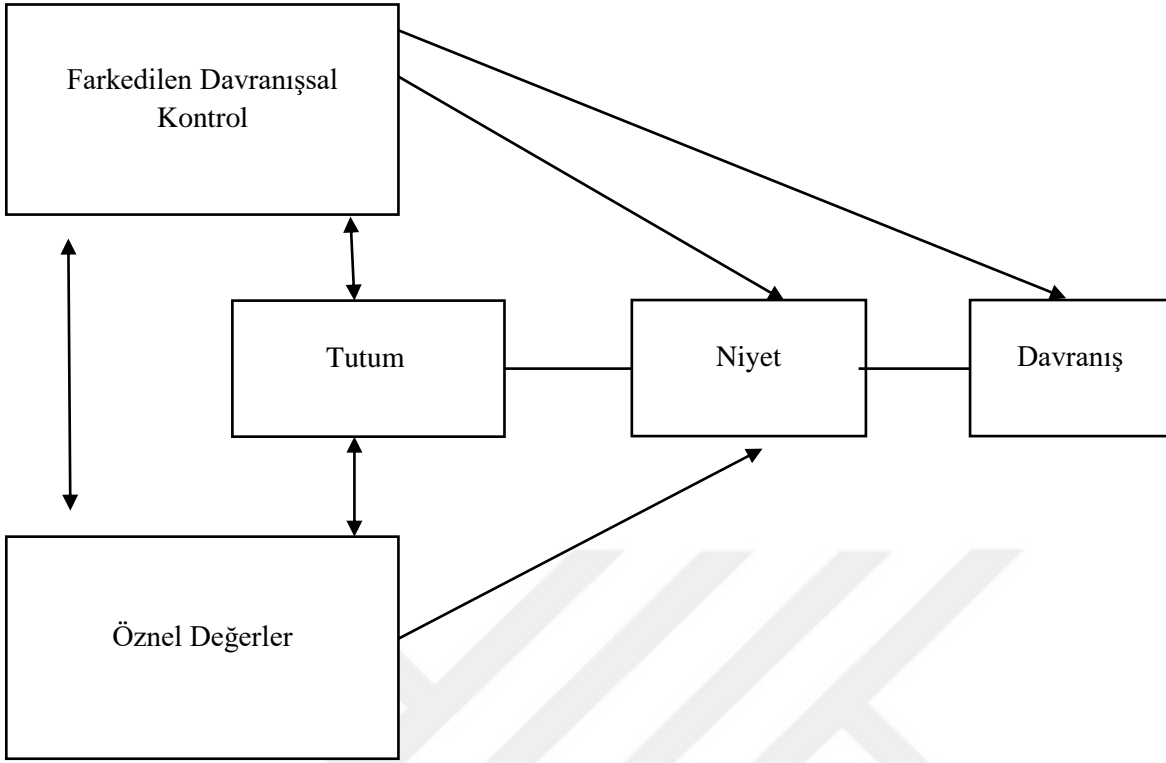 Farkedilen Davranışsal
Kontrol
Tutum
Niyet
Davranış
Öznel Değerler